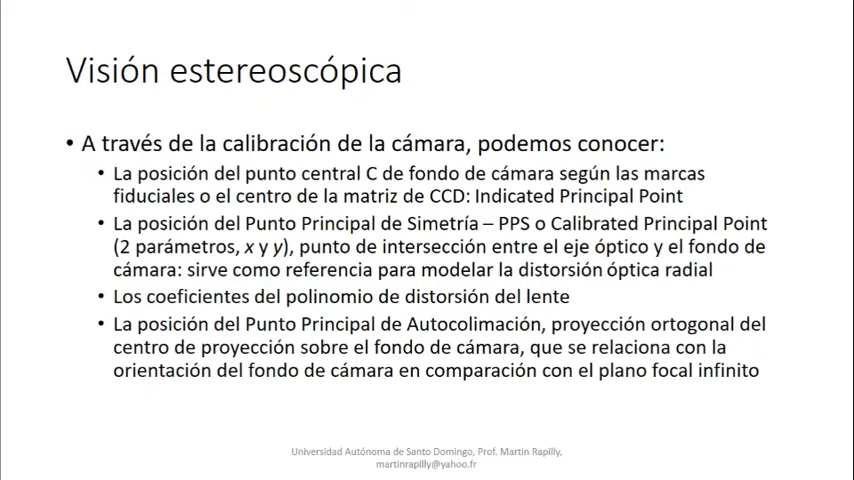 Visión estereoscópica
• A través de la calibración de la cámara, podemos conocer:
• La posición del punto central C de fondo de cámara según las marcas
fiduciales o el centro de la matriz de CCD: Indicated Principal Point
• La posición del Punto Principal de Simetría – PPS o Calibrated Principal Point
(2 parámetros, x y y), punto de intersección entre el eje óptico y el fondo de
cámara: sirve como referencia para modelar la distorsión óptica radial
• Los coeficientes del polinomio de distorsión del lente
• La posición del Punto Principal de Autocolimación, proyección ortogonal del
centro de proyección sobre el fondo de cámara, que se relaciona con la
orientación del fondo de cámara en comparación con el plano focal infinito
Universidad Autónoma de Santo Domingo, Prof. Martin Rapilly,
martinrapilly@yahoo.fr